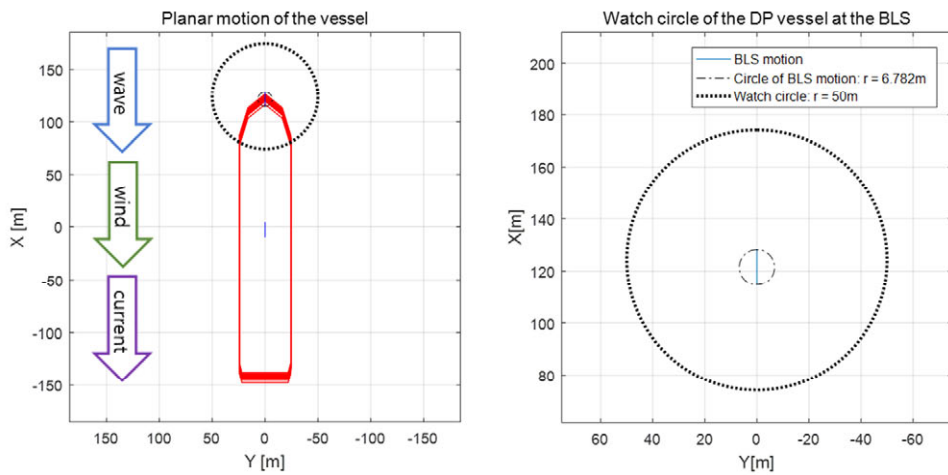 Planar motion of the vessel
150
100
50
0
-50
-100
-150
X [m]
150
100
50
0
-50
-100
-150
Y [m]
wave
wind
current
Watch circle of the DP vessel at the BLS
BLS motion
Circle of BLS motion: r = 6.782m
Watch circle: r = 50m
200
180
160
140
120
100
80
X[m]
60
40
20
0
-20
-40
-60
Y[m]